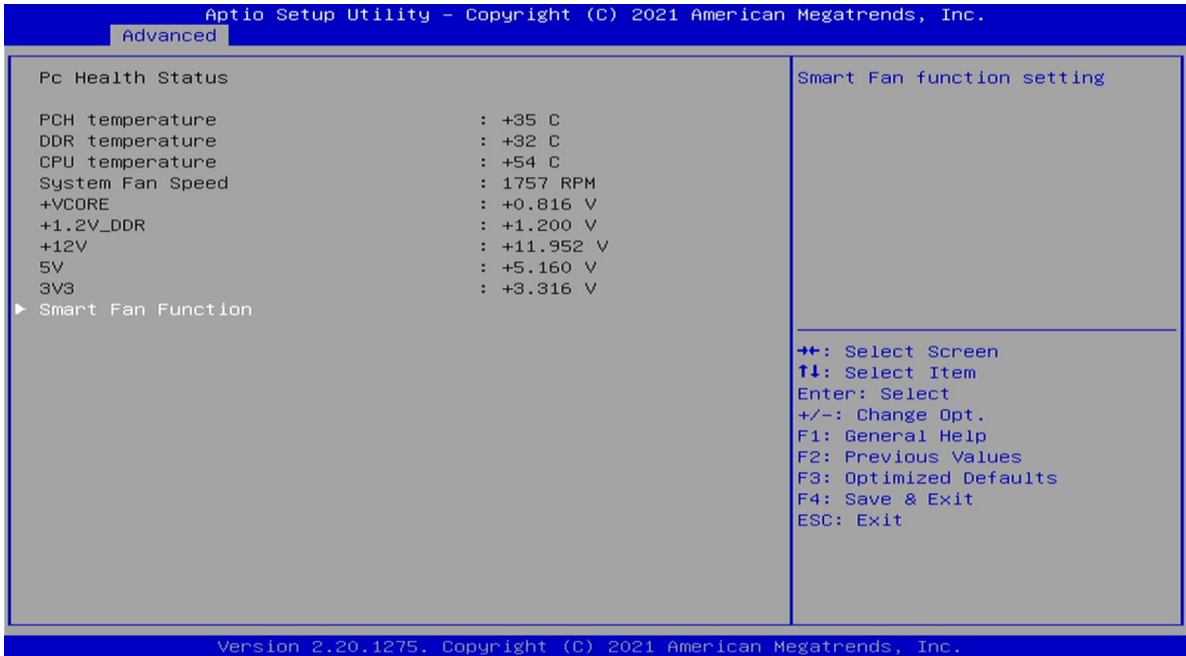 Aptio Setup Utility – Copyright (C) 2021 American Megatrends, Inc.
Advanced
Pc Health Status
PCH temperature : +35 C
DDR temperature : +32 C
CPU temperature : +54 C
System Fan Speed : 1757 RPM
+VCORE : +0.816 V
+1.2V_DDR : +1.200 V
+12V : +11.952 V
5V : +5.160 V
3V3 : +3.316 V
► Smart Fan Function
Smart Fan function setting
→←: Select Screen
↑↓: Select Item
Enter: Select
+/-: Change Opt.
F1: General Help
F2: Previous Values
F3: Optimized Defaults
F4: Save & Exit
ESC: Exit
Version 2.20.1275. Copyright (C) 2021 American Megatrends, Inc.